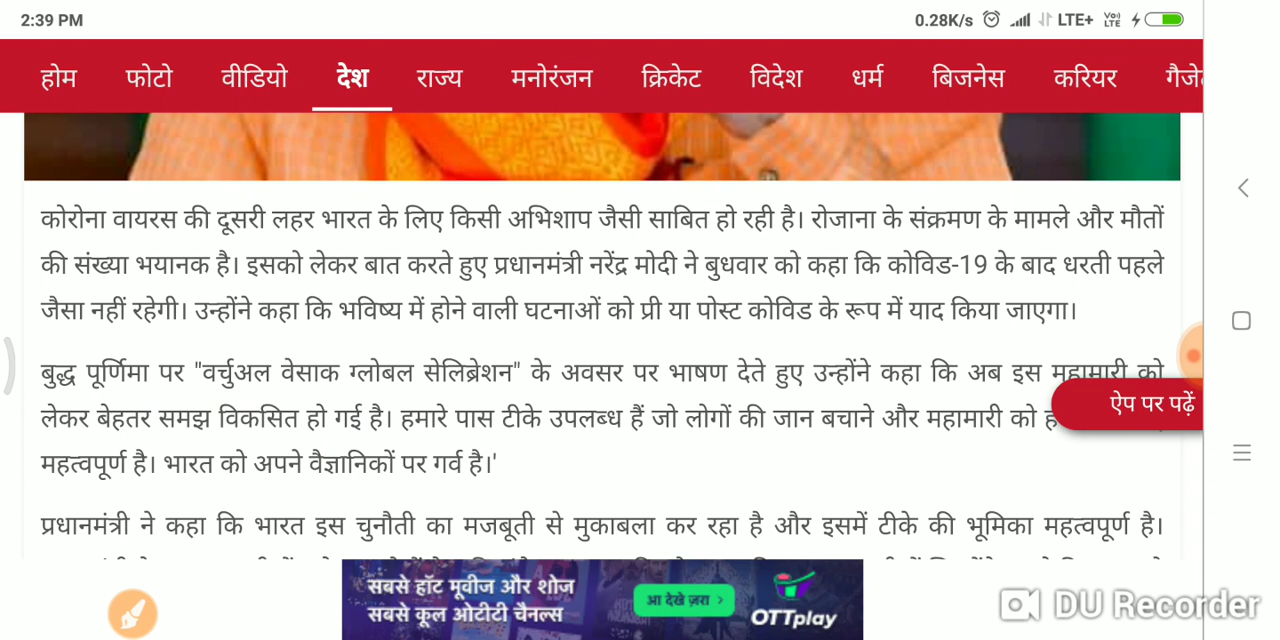 2:39 PM 0.28K/s LTE+ Vo)) LTE
होम फोटो वीडियो देश राज्य मनोरंजन क्रिकेट विदेश धर्म बिजनेस करियर
कोरोना वायरस की दूसरी लहर भारत के लिए किसी अभिशाप जैसी साबित हो रही है। रोजाना के संक्रमण के मामले और मौतों
की संख्या भयानक है। इसको लेकर बात करते हुए प्रधानमंत्री नरेंद्र मोदी ने बुधवार को कहा कि कोविड-19 के बाद धरती पहले
जैसा नहीं रहेगी। उन्होंने कहा कि भविष्य में होने वाली घटनाओं को प्री या पोस्ट कोविड के रूप में याद किया जाएगा।
बुद्ध पूर्णिमा पर "वर्चुअल वेसाक ग्लोबल सेलिब्रेशन" के अवसर पर भाषण देते हुए उन्होंने कहा कि अब इस महामारी को
लेकर बेहतर समझ विकसित हो गई है। हमारे पास टीके उपलब्ध हैं जो लोगों की जान बचाने और महामारी को
ऐप पर पढ़ें
महत्वपूर्ण है। भारत को अपने वैज्ञानिकों पर गर्व है।'
प्रधानमंत्री ने कहा कि भारत इस चुनौती का मजबूती से मुकाबला कर रहा है और इसमें टीके की भूमिका महत्वपूर्ण है।
सबसे हॉट मूवीज और शोज
सबसे कूल ओटीटी चैनल्स
आ देखे ज़रा >
OTTplay
DU Recorder